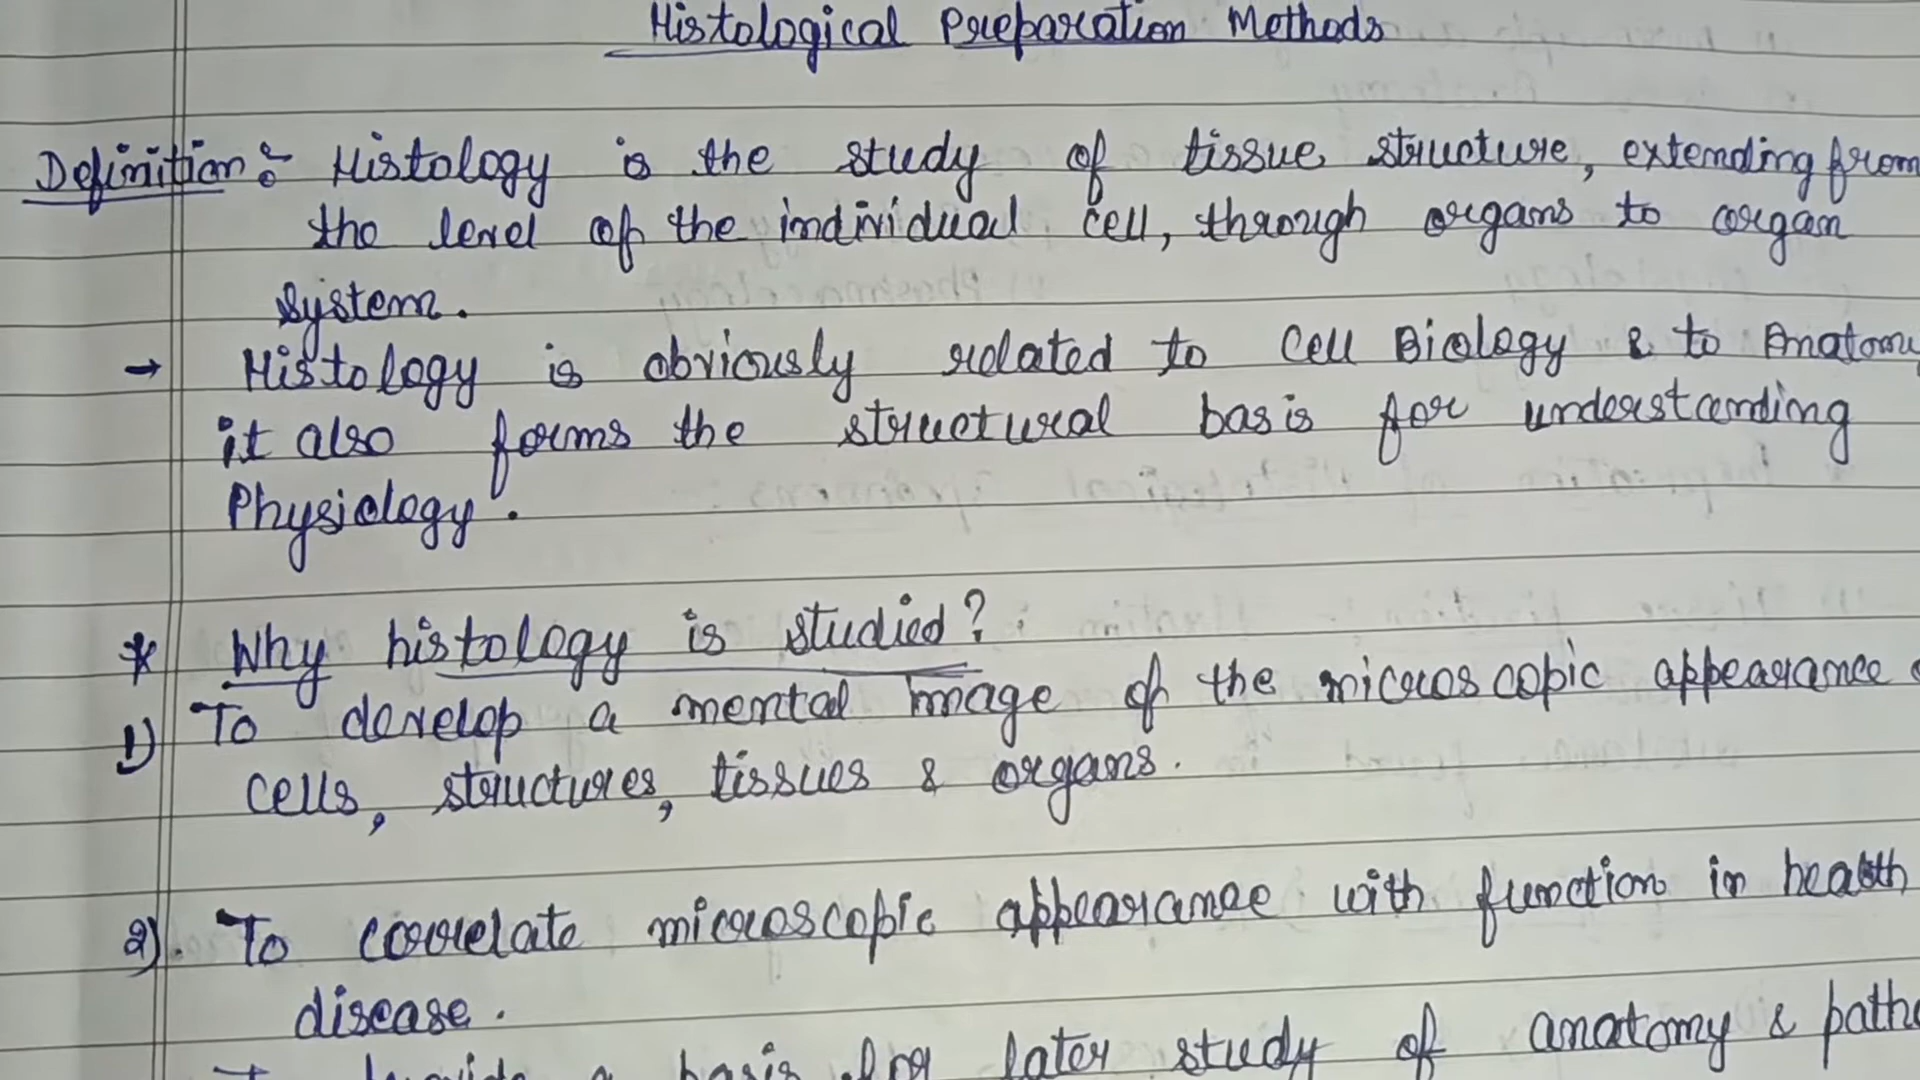 Histological Preparation Methods
Definition : Histology is the study of tissue structure, extending from
the level of the individual cell, through organs to organ
system.
→ Histology is obviously related to Cell Biology & to Anatomy
it also forms the structural basis for understanding
Physiology.
* Why histology is studied?
1) To develop a mental image of the microscopic appearance
cells, structures, tissues & organs.
2). To correlate microscopic appearance with function in health
disease.
a basis for later study of anatomy & patho